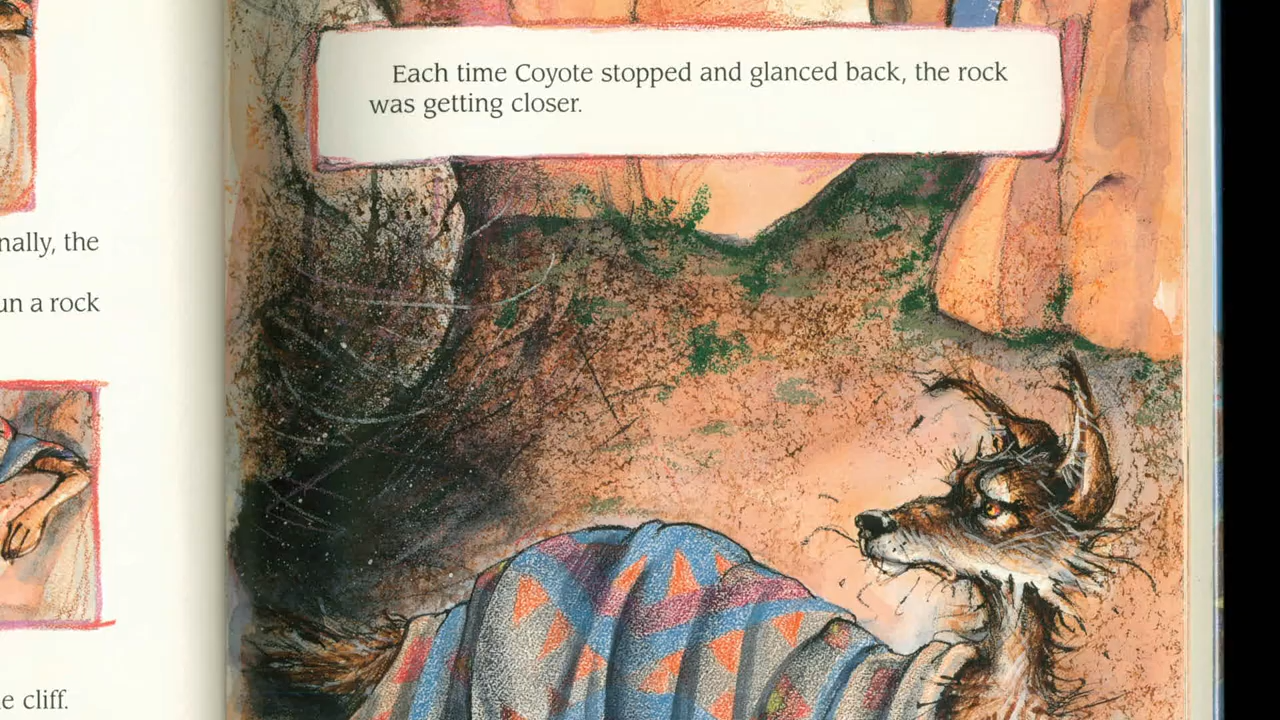 nally, the
un a rock
e cliff.
Each time Coyote stopped and glanced back, the rock
was getting closer.